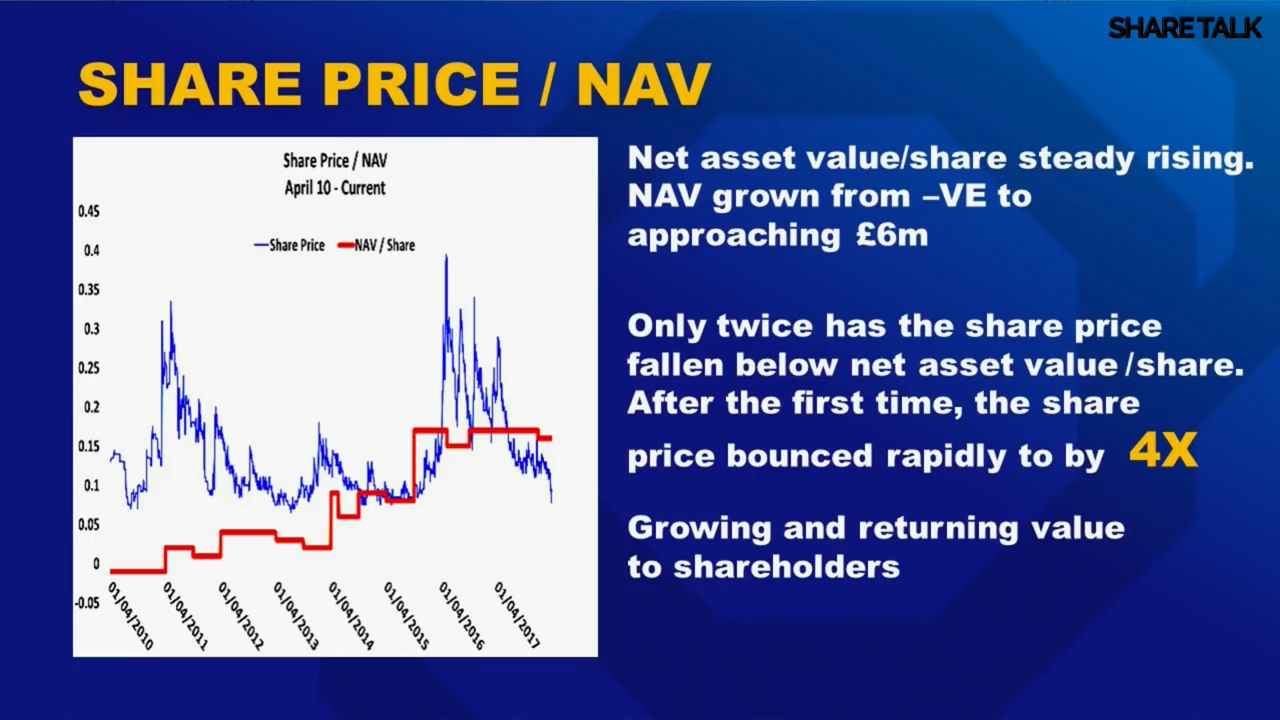 SHARE TALK
SHARE PRICE / NAV
Share Price / NAV
April 10 - Current
Share Price
NAV / Share
0.45
0.4
0.35
0.3
0.25
0.2
0.15
0.1
0.05
0
-0.05
01/04/2010
01/04/2011
01/04/2012
01/04/2013
01/04/2014
01/04/2015
01/04/2016
01/04/2017
Net asset value/share steady rising.
NAV grown from –VE to
approaching £6m
Only twice has the share price
fallen below net asset value /share.
After the first time, the share
price bounced rapidly to by 4X
Growing and returning value
to shareholders